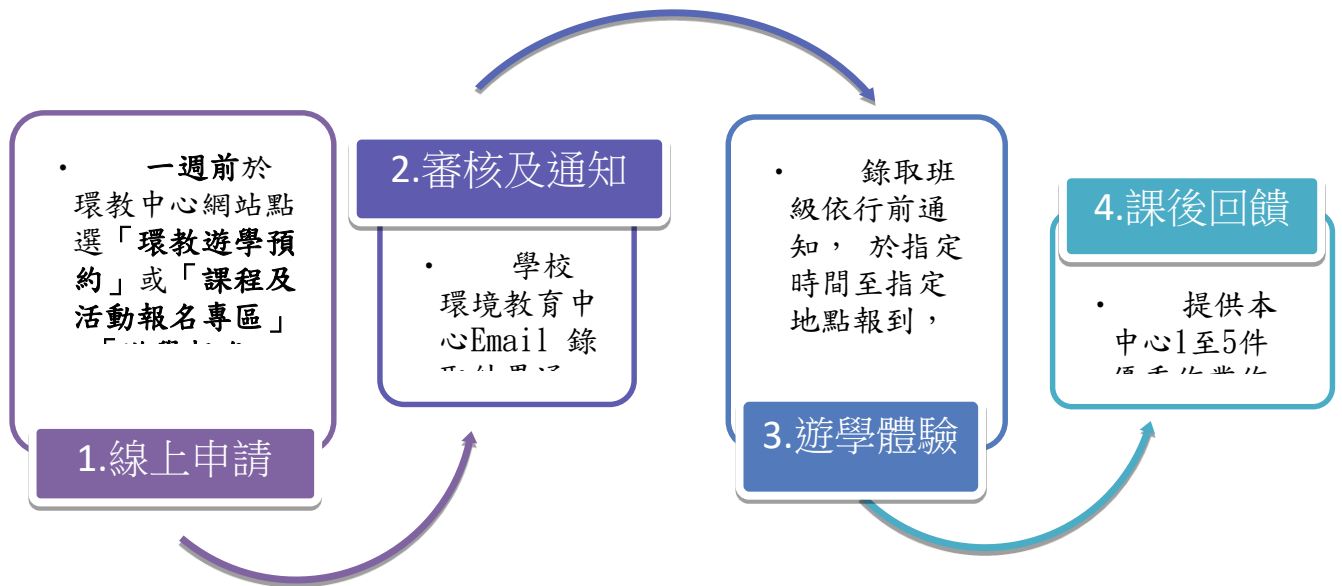 · 一週前於
環教中心網站點
選「環教遊學預
約」或「課程及
活動報名專區」
1.線上申請
2.審核及通知
· 學校
環境教育中
心Email 錄
· 錄取班
級依行前通
知， 於指定
時間至指定
地點報到，
3.遊學體驗
4.課後回饋
· 提供本
中心1至5件